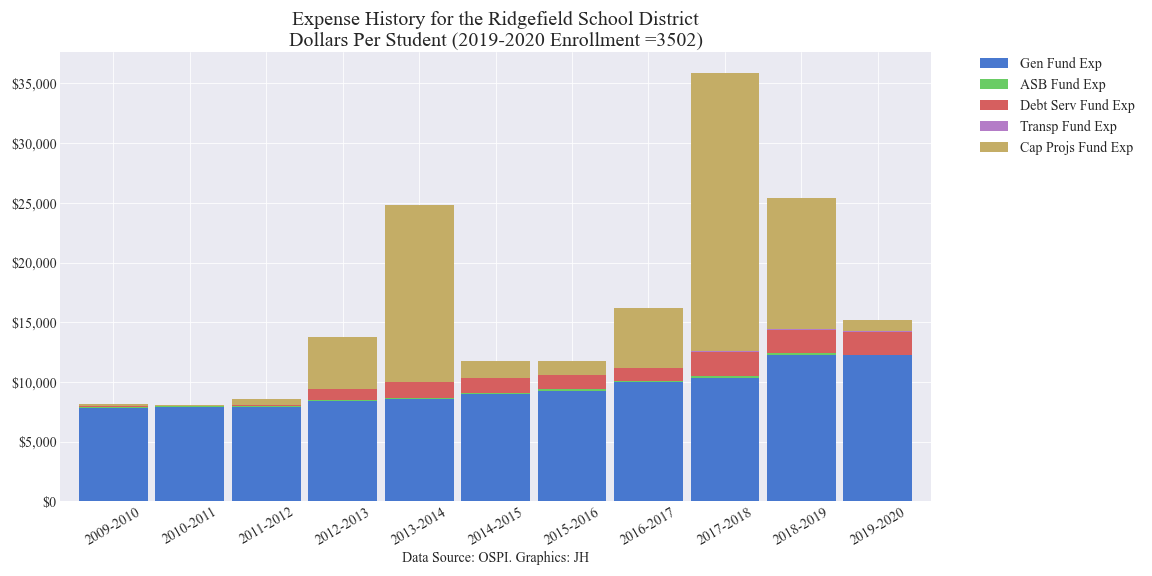 Expense History for the Ridgefield School District
Dollars Per Student (2019-2020 Enrollment =3502)
Gen Fund Exp
ASB Fund Exp
Debt Serv Fund Exp
Transp Fund Exp
Cap Projs Fund Exp
$35,000
$30,000
$25,000
$20,000
$15,000
$10,000
$5,000
$0
2009-2010
2010-2011
2011-2012
2012-2013
2013-2014
2014-2015
2015-2016
2016-2017
2017-2018
2018-2019
2019-2020
Data Source: OSPI. Graphics: JH